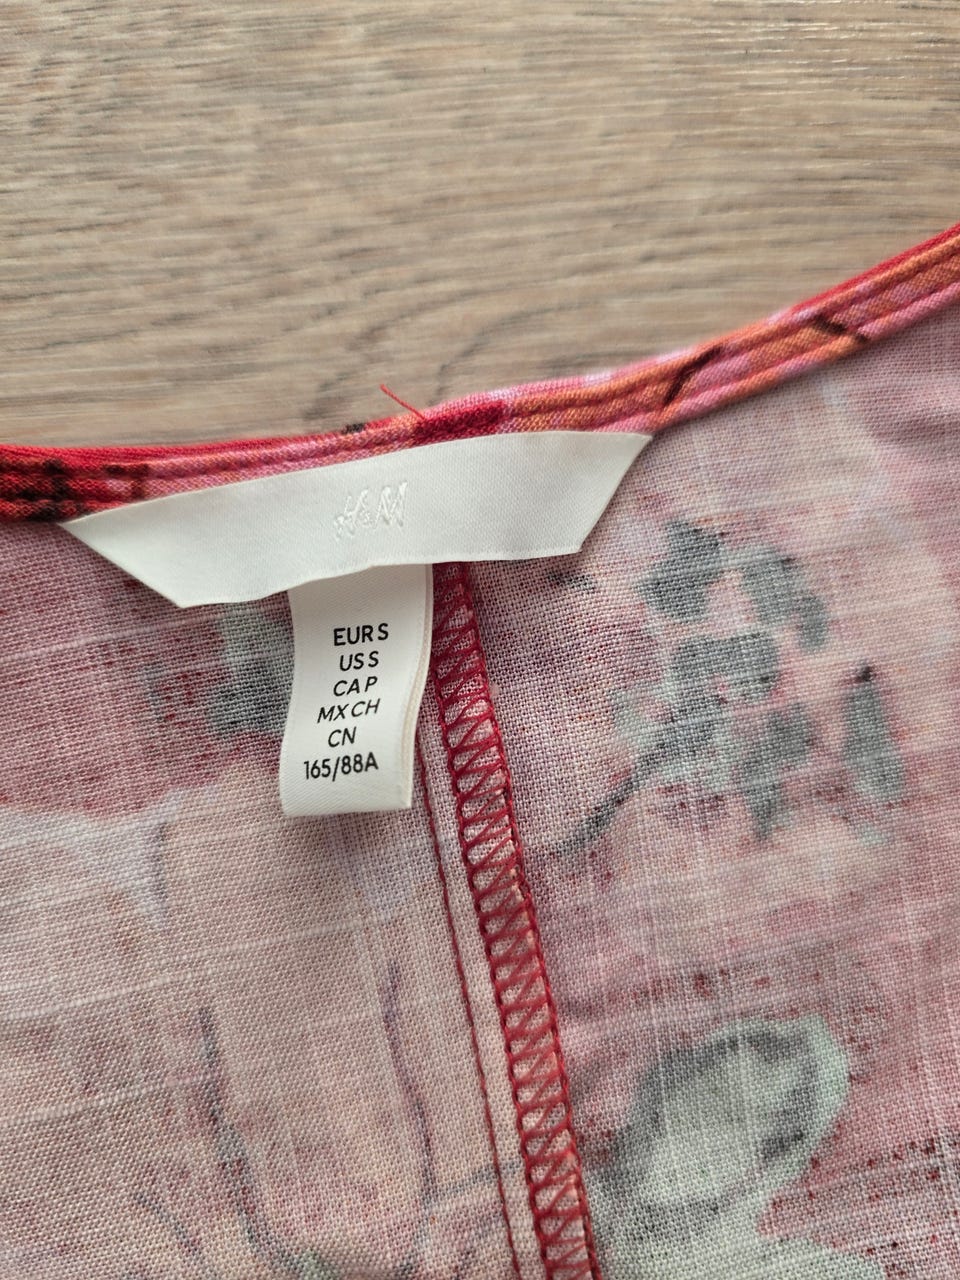 H&M
EUR S
US S
CA P
MX CH
CN
165/88A